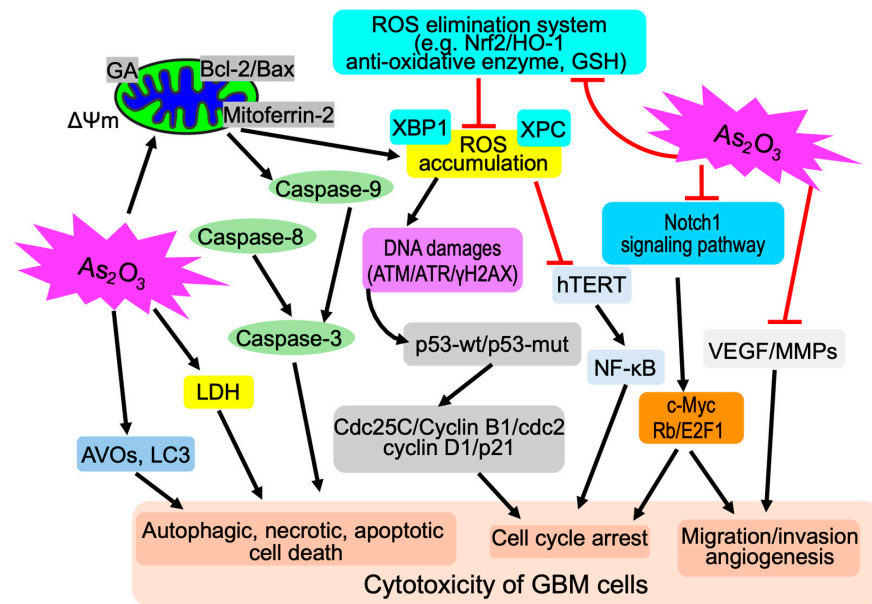 ROS elimination system
(e.g. Nrf2/HO-1
anti-oxidative enzyme, GSH)
GA
Bcl-2/Bax
Mitoferrin-2
ΔΨm
XBP1
XPC
ROS
accumulation
As2O3
Caspase-9
Caspase-8
Notch1
signaling pathway
DNA damages
(ATM/ATR/γH2AX)
As2O3
hTERT
Caspase-3
p53-wt/p53-mut
VEGF/MMPs
NF-κB
LDH
c-Myc
Rb/E2F1
Cdc25C/Cyclin B1/cdc2
cyclin D1/p21
AVOs, LC3
Autophagic, necrotic, apoptotic
cell death
Cell cycle arrest
Migration/invasion
angiogenesis
Cytotoxicity of GBM cells